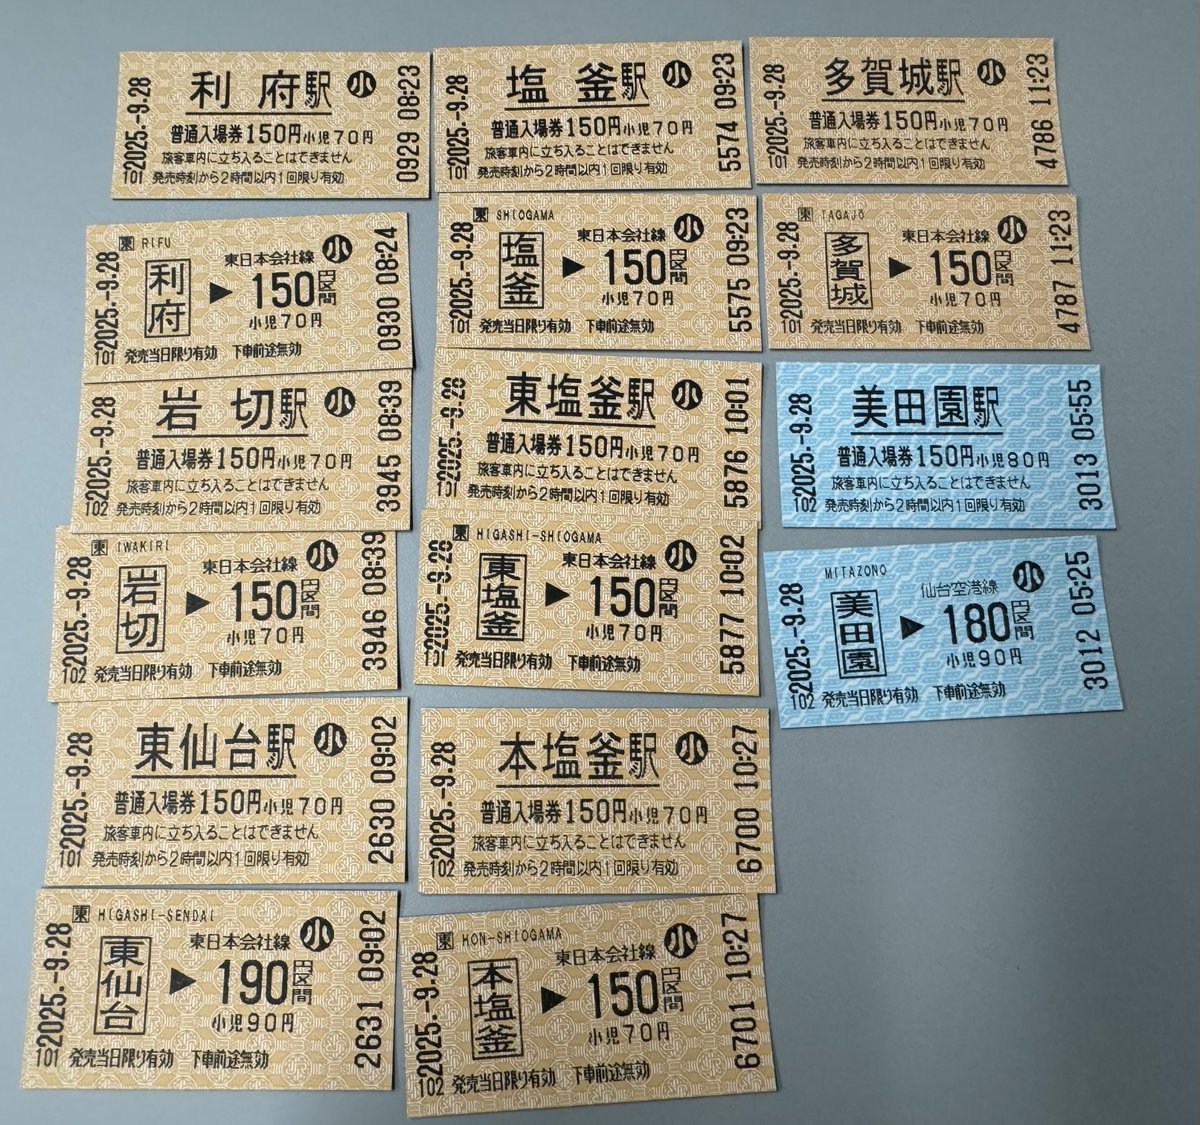 2025.-9.28
利府駅 小
普通入場券150円小児70円
旅客車内に立ち入ることはできません
101 発売時刻から2時間以内1回限り有効
0929 08:23
2025.-9.28
東 RIFU
利府 ▶ 東日本会社線 小
150円区間
小児70円
101 発売当日限り有効 下車前途無効
0930 08:24
2025.-9.28
岩切駅 小
普通入場券150円小児70円
旅客車内に立ち入ることはできません
102 発売時刻から2時間以内1回限り有効
3945 08:39
2025.-9.28
東 IWAKIRI
岩切 ▶ 東日本会社線 小
150円区間
小児70円
102 発売当日限り有効 下車前途無効
3946 08:39
2025.-9.28
東仙台駅 小
普通入場券150円小児70円
旅客車内に立ち入ることはできません
101 発売時刻から2時間以内1回限り有効
2630 09:02
2025.-9.28
東 HIGASHI-SENDAI
東仙台 ▶ 東日本会社線 小
190円区間
小児90円
101 発売当日限り有効 下車前途無効
2631 09:02
2025.-9.28
塩釜駅 小
普通入場券150円小児70円
旅客車内に立ち入ることはできません
101 発売時刻から2時間以内1回限り有効
5574 09:23
2025.-9.28
東 SHIOGAMA
塩釜 ▶ 東日本会社線 小
150円区間
小児70円
101 発売当日限り有効 下車前途無効
5575 09:23
2025.-9.28
東塩釜駅 小
普通入場券150円小児70円
旅客車内に立ち入ることはできません
101 発売時刻から2時間以内1回限り有効
5876 10:01
2025.-9.28
東 HIGASHI-SHIOGAMA
東塩釜 ▶ 東日本会社線 小
150円区間
小児70円
101 発売当日限り有効 下車前途無効
5877 10:02
2025.-9.28
本塩釜駅 小
普通入場券150円小児70円
旅客車内に立ち入ることはできません
102 発売時刻から2時間以内1回限り有効
6700 10:27
2025.-9.28
東 HON-SHIOGAMA
本塩釜 ▶ 東日本会社線 小
150円区間
小児70円
102 発売当日限り有効 下車前途無効
6701 10:27
2025.-9.28
多賀城駅 小
普通入場券150円小児70円
旅客車内に立ち入ることはできません
101 発売時刻から2時間以内1回限り有効
4786 11:23
2025.-9.28
東 TAGAJO
多賀城 ▶ 東日本会社線 小
150円区間
小児70円
101 発売当日限り有効 下車前途無効
4787 11:23
2025.-9.28
美田園駅
普通入場券150円小児80円
旅客車内に立ち入ることはできません
102 発売時刻から2時間以内1回限り有効
3013 05:55
2025.-9.28
MITAZONO
美田園 ▶ 仙台空港線 小
180円区間
小児90円
102 発売当日限り有効 下車前途無効
3012 05:25